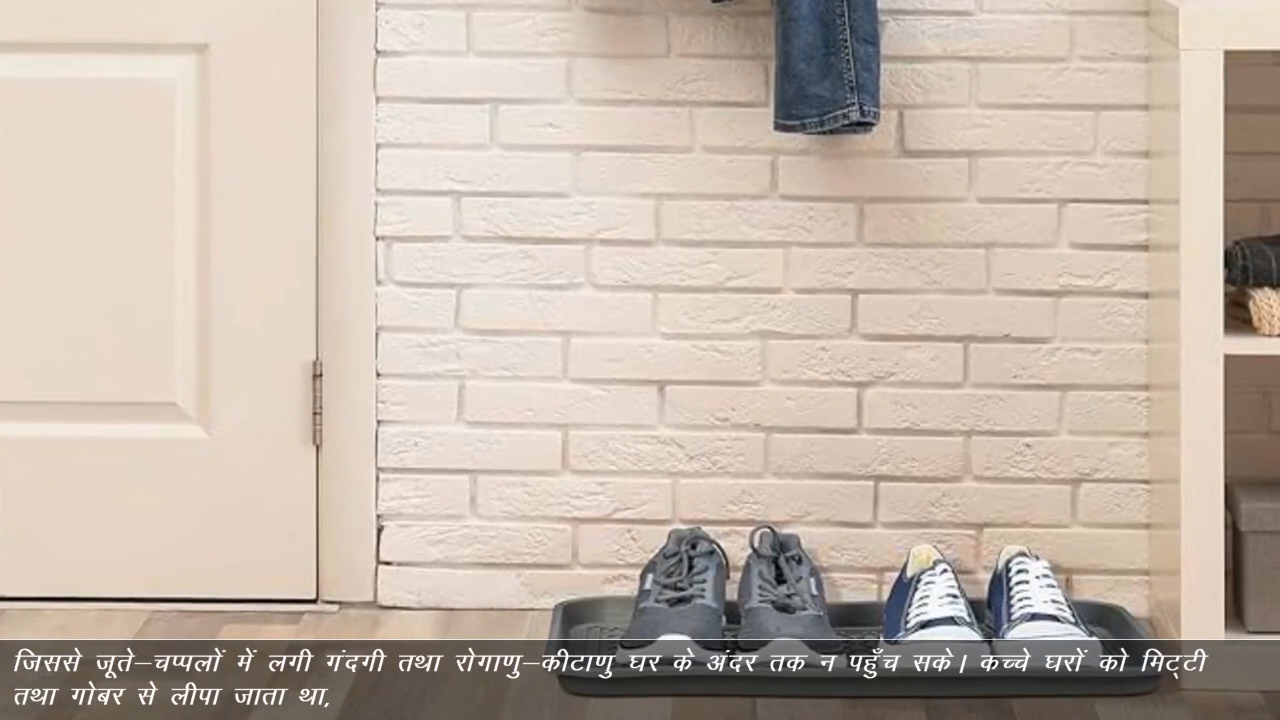 जिससे जूते–चप्पलों में लगी गंदगी तथा रोगाणु–कीटाणु घर के अंदर तक न पहुँच सके। कच्चे घरों को मिट्टी
तथा गोबर से लीपा जाता था,